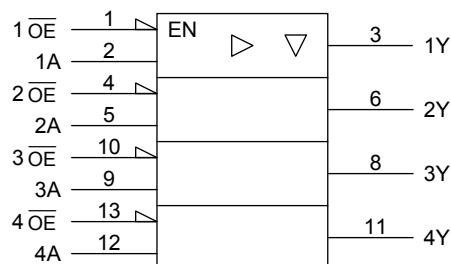 1 OE 1 EN
3 1Y
1A 2
2 OE 4
6 2Y
2A 5
3 OE 10
8 3Y
3A 9
4 OE 13
11 4Y
4A 12